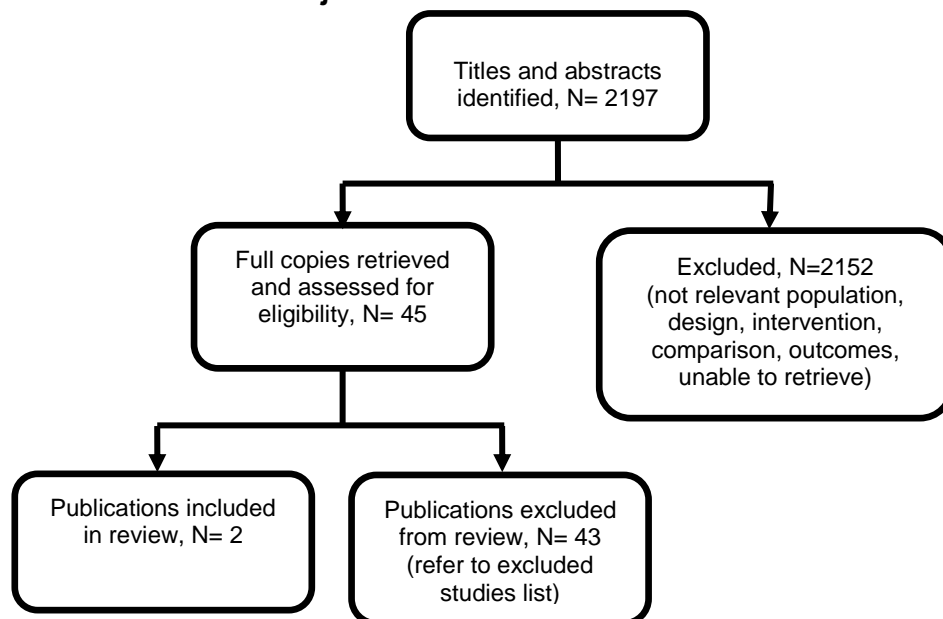 Titles and abstracts
identified, N= 2197
Full copies retrieved
and assessed for
eligibility, N= 45
Excluded, N=2152
(not relevant population,
design, intervention,
comparison, outcomes,
unable to retrieve)
Publications included
in review, N= 2
Publications excluded
from review, N= 43
(refer to excluded
studies list)